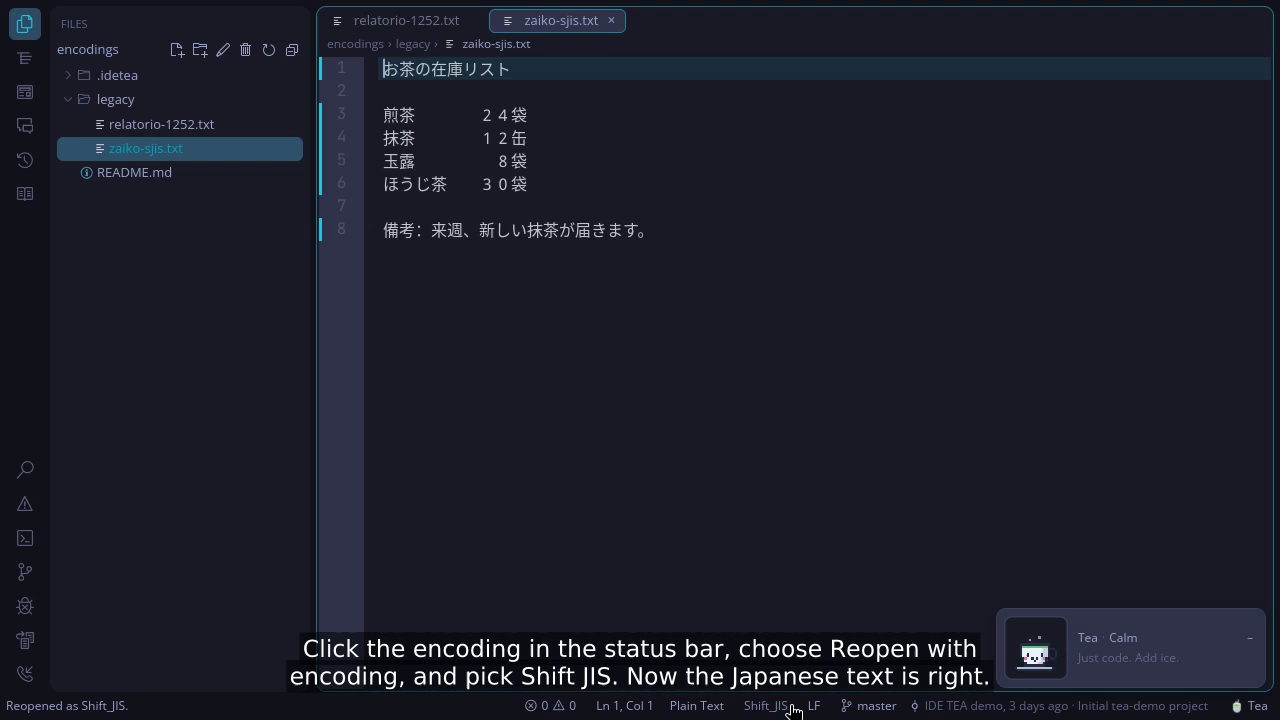 FILES
encodings
.idetea
legacy
relatorio-1252.txt
zaiko-sjis.txt
README.md
relatorio-1252.txt
zaiko-sjis.txt ×
encodings › legacy › zaiko-sjis.txt
1 お茶の在庫リスト
2
3 煎茶　　　　２４袋
4 抹茶　　　　１２缶
5 玉露　　　　　８袋
6 ほうじ茶　　３０袋
7
8 備考：来週、新しい抹茶が届きます。
Tea · Calm –
Just code. Add ice.
Click the encoding in the status bar, choose Reopen with
encoding, and pick Shift JIS. Now the Japanese text is right.
Reopened as Shift_JIS. 0 0 Ln 1, Col 1 Plain Text Shift_JIS LF master IDE TEA demo, 3 days ago · Initial tea-demo project Tea